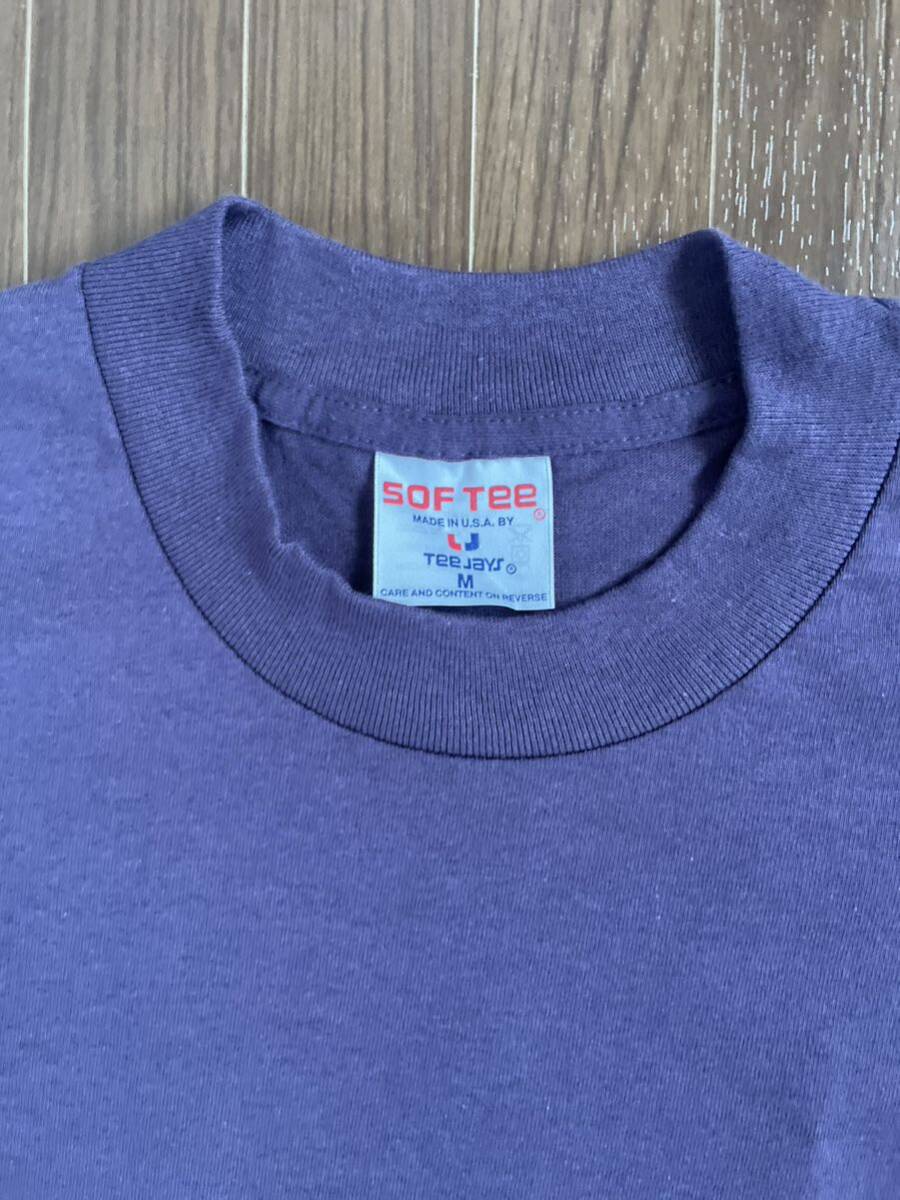 SOF TEE ®
MADE IN U.S.A. BY
TEE JAYS ®
M
CARE AND CONTENT ON REVERSE